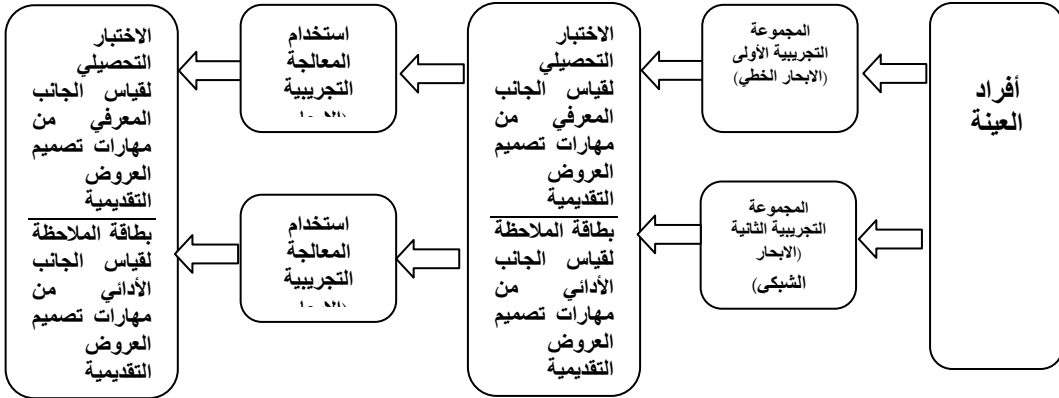 أفراد
العينة
المجموعة
التجريبية الأولى
(الابحار الخطي)
المجموعة
التجريبية الثانية
(الابحار
الشبكي)
الاختبار
التحصيلي
لقياس الجانب
المعرفي من
مهارات تصميم
العروض
التقديمية
بطاقة الملاحظة
لقياس الجانب
الأدائي من
مهارات تصميم
العروض
التقديمية
استخدام
المعالجة
التجريبية
استخدام
المعالجة
التجريبية
الاختبار
التحصيلي
لقياس الجانب
المعرفي من
مهارات تصميم
العروض
التقديمية
بطاقة الملاحظة
لقياس الجانب
الأدائي من
مهارات تصميم
العروض
التقديمية